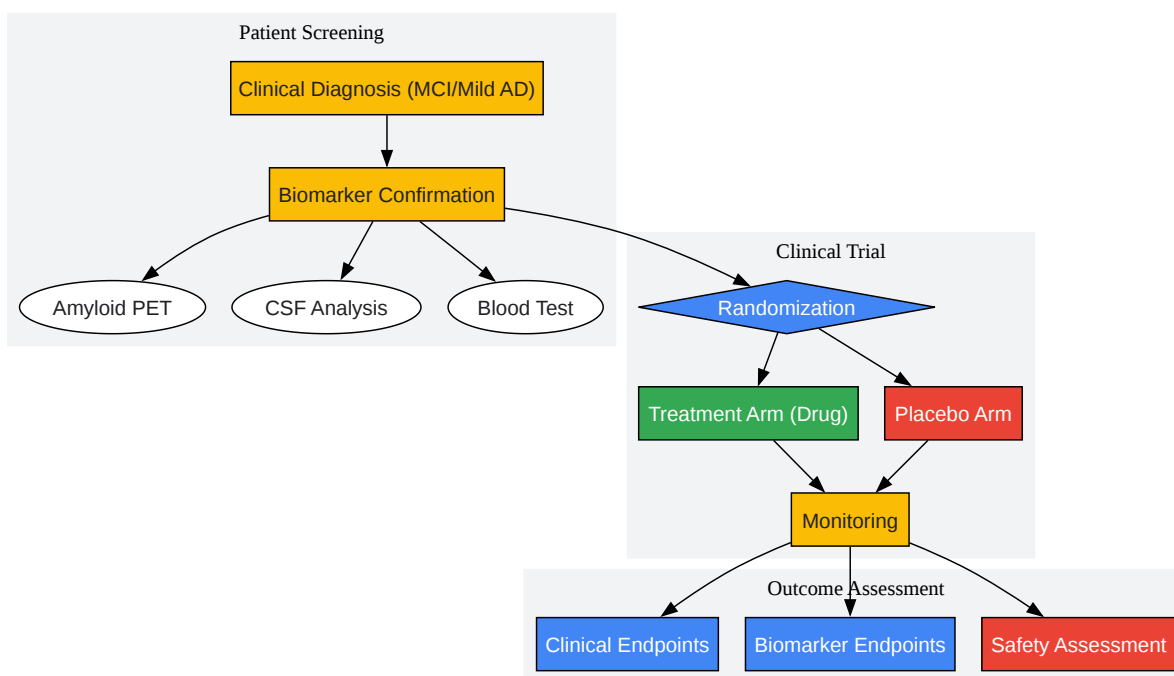 Patient Screening
Clinical Diagnosis (MCI/Mild AD)
Biomarker Confirmation
Amyloid PET
CSF Analysis
Blood Test
Clinical Trial
Randomization
Treatment Arm (Drug)
Placebo Arm
Monitoring
Outcome Assessment
Clinical Endpoints
Biomarker Endpoints
Safety Assessment